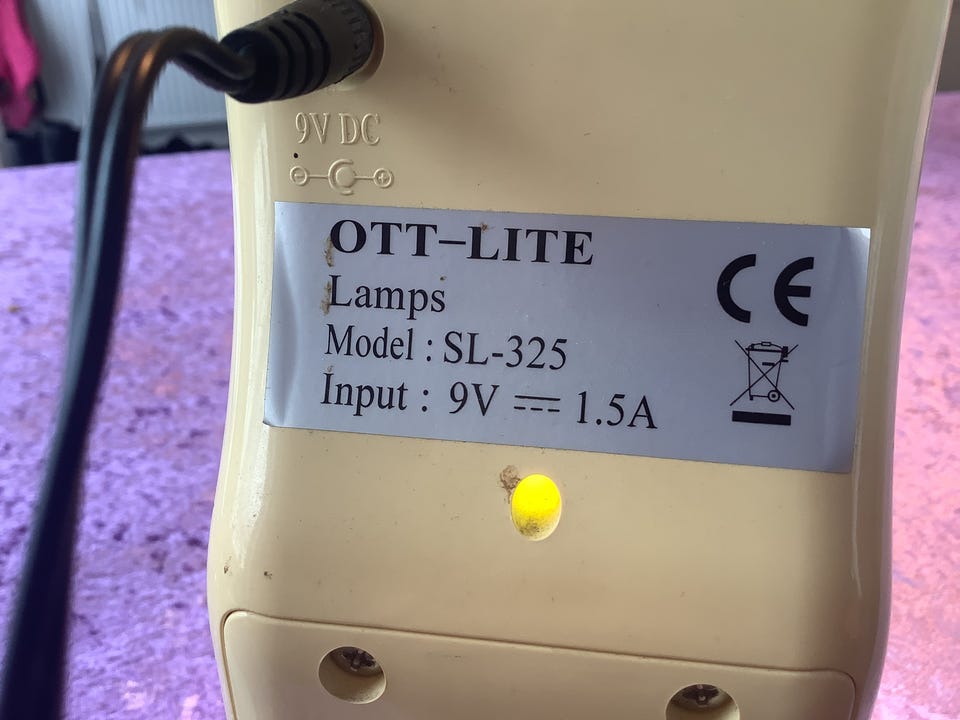 9V DC
OTT-LITE
Lamps
Model : SL-325
Input : 9V ⎓ 1.5A
CE